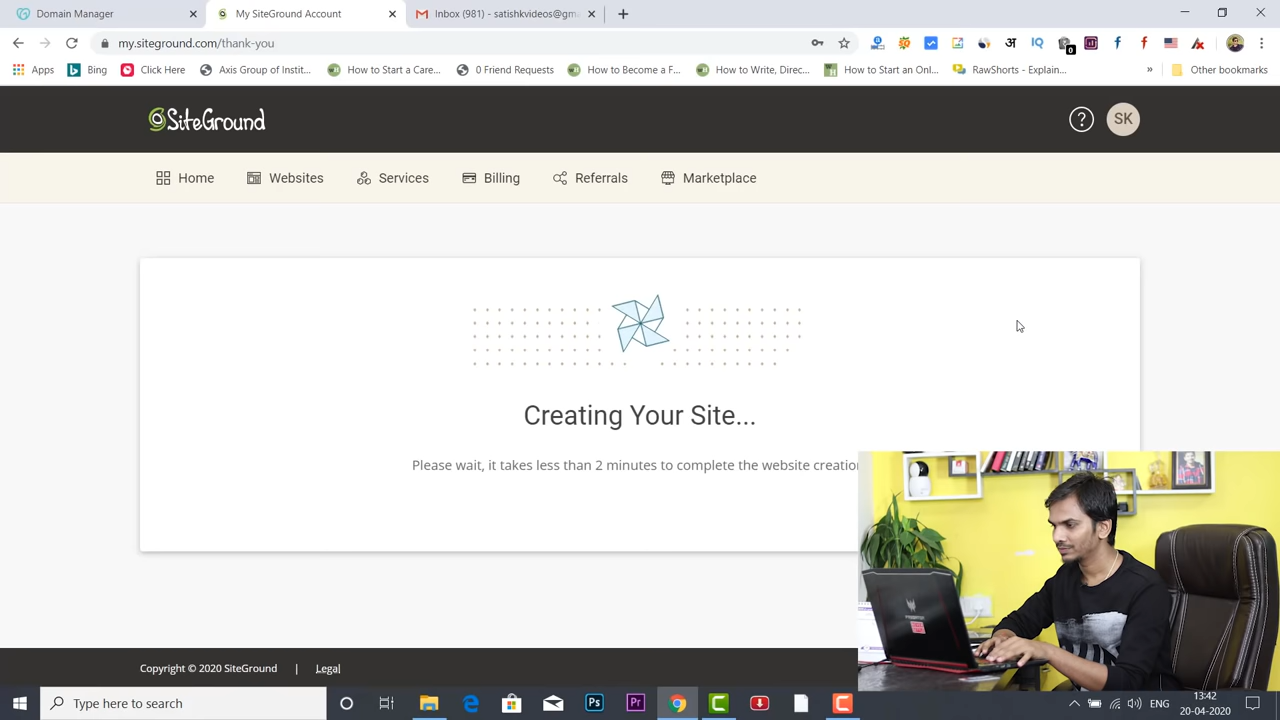 Domain Manager
My SiteGround Account
Inbox (981) - satishkvideos@gm
my.siteground.com/thank-you
0
Apps
Bing
Click Here
Axis Group of Instit...
How to Start a Care...
0 Friend Requests
How to Become a F...
How to Write, Direc...
How to Start an Onl...
RawShorts - Explain...
»
Other bookmarks
SiteGround
?
SK
Home
Websites
Services
Billing
Referrals
Marketplace
Creating Your Site...
Please wait, it takes less than 2 minutes to complete the website creation
Copyright © 2020 SiteGround | Legal
Type here to search
Ps
Pr
ENG
13:42
20-04-2020